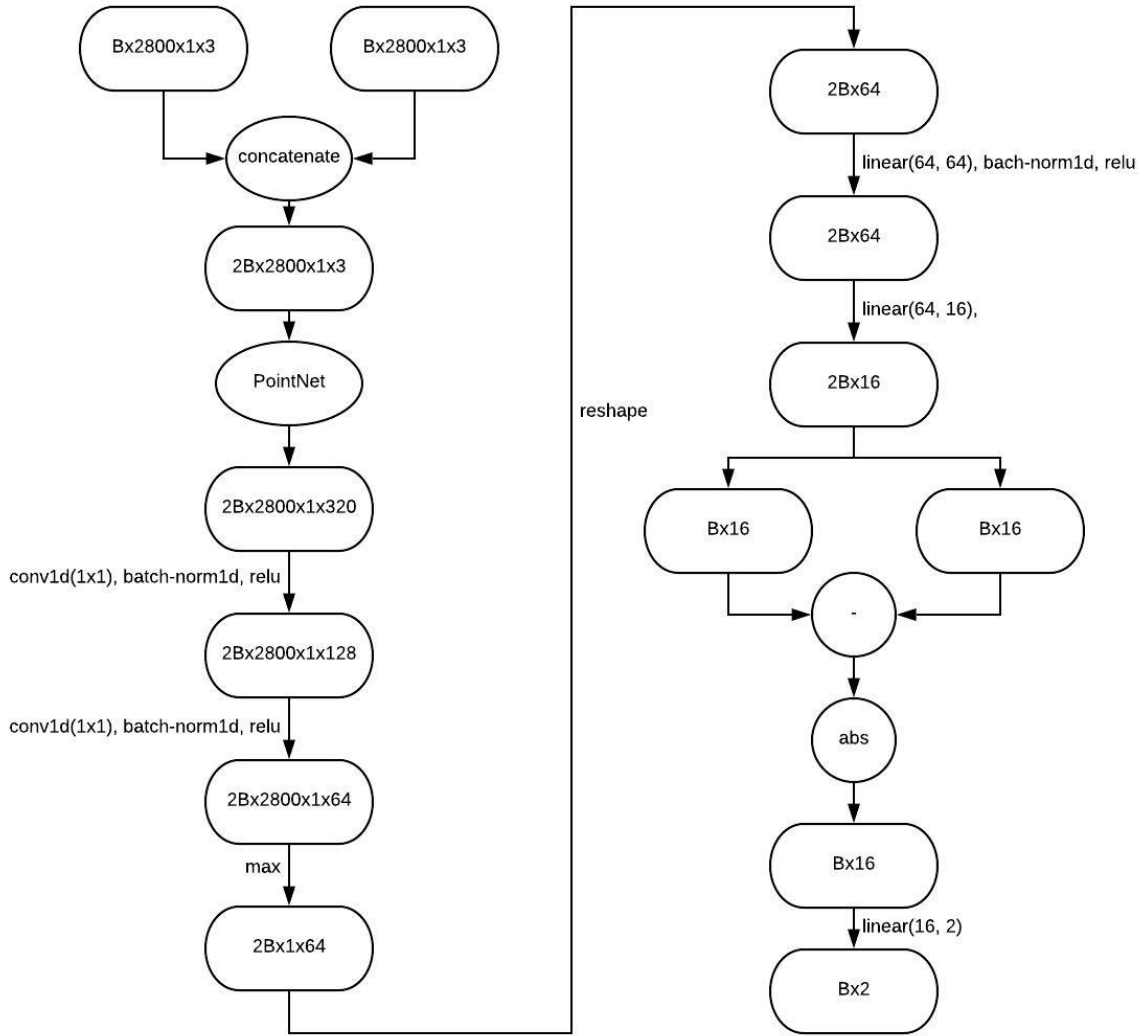 Bx2800x1x3
Bx2800x1x3
concatenate
2Bx2800x1x3
PointNet
2Bx2800x1x320
conv1d(1x1), batch-norm1d, relu
2Bx2800x1x128
conv1d(1x1), batch-norm1d, relu
2Bx2800x1x64
max
2Bx1x64
reshape
2Bx64
linear(64, 64), bach-norm1d, relu
2Bx64
linear(64, 16),
2Bx16
Bx16
Bx16
-
abs
Bx16
linear(16, 2)
Bx2